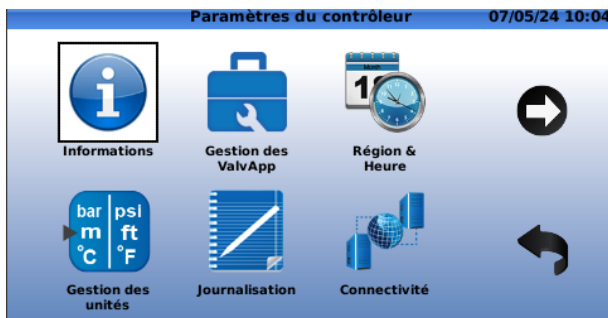 Paramètres du contrôleur 07/05/24 10:04
Informations
Gestion des
ValvApp
Région &
Heure
Month
bar psi
m ft
°C °F
Gestion des
unités
Journalisation
Connectivité